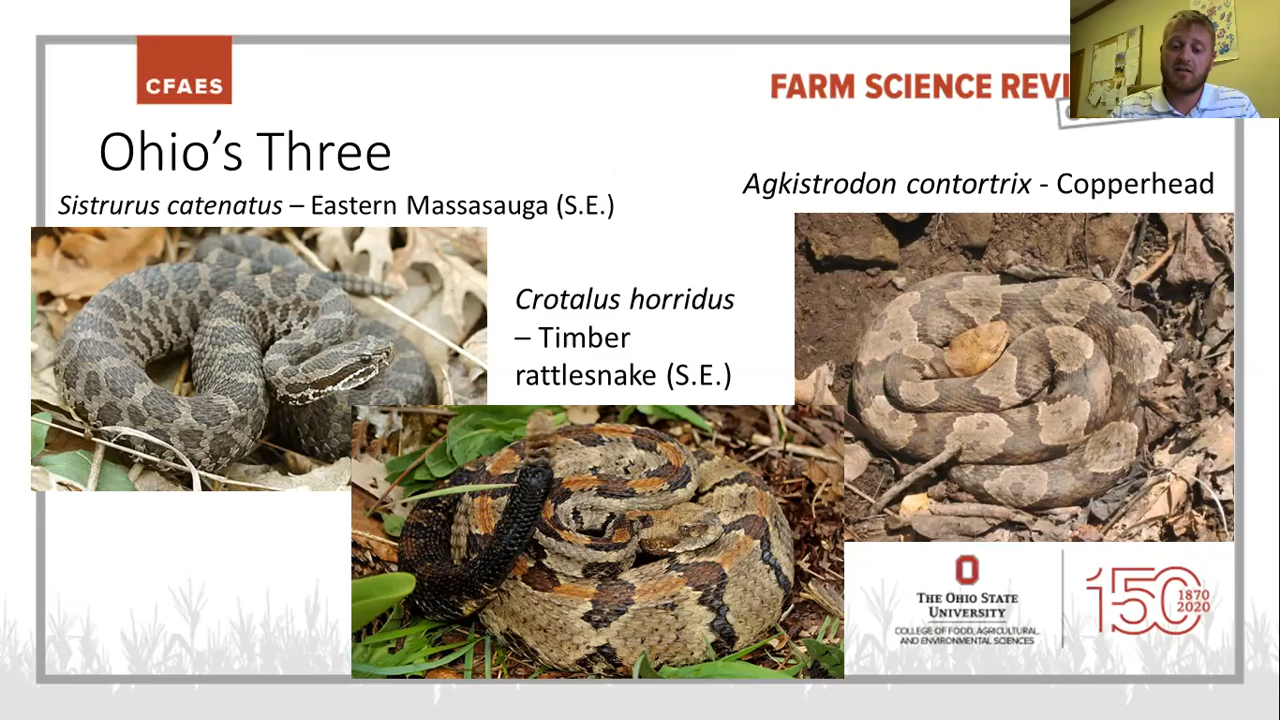 CFAES
FARM SCIENCE REV
Ohio’s Three
Sistrurus catenatus – Eastern Massasauga (S.E.)
Agkistrodon contortrix - Copperhead
Crotalus horridus
– Timber
rattlesnake (S.E.)
THE OHIO STATE
UNIVERSITY
COLLEGE OF FOOD, AGRICULTURAL,
AND ENVIRONMENTAL SCIENCES
150
1870
2020